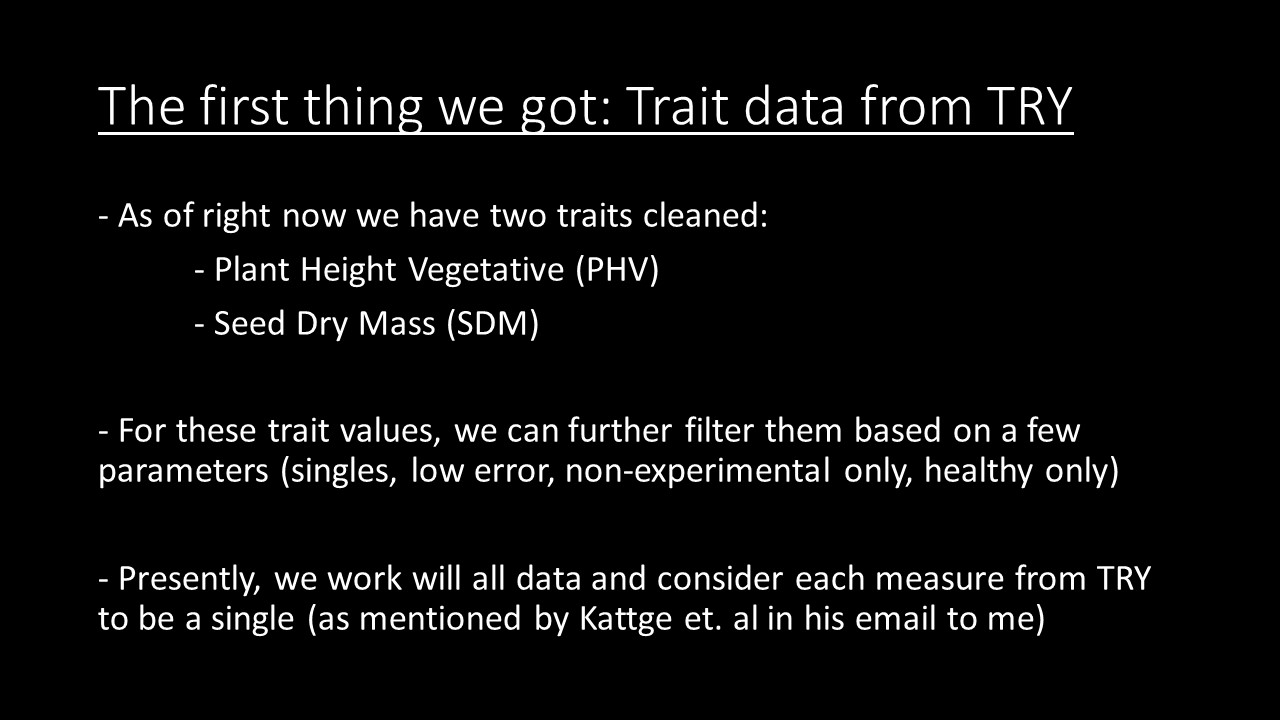 The first thing we got: Trait data from TRY
- As of right now we have two traits cleaned:
- Plant Height Vegetative (PHV)
- Seed Dry Mass (SDM)
- For these trait values, we can further filter them based on a few
parameters (singles, low error, non-experimental only, healthy only)
- Presently, we work will all data and consider each measure from TRY
to be a single (as mentioned by Kattge et. al in his email to me)